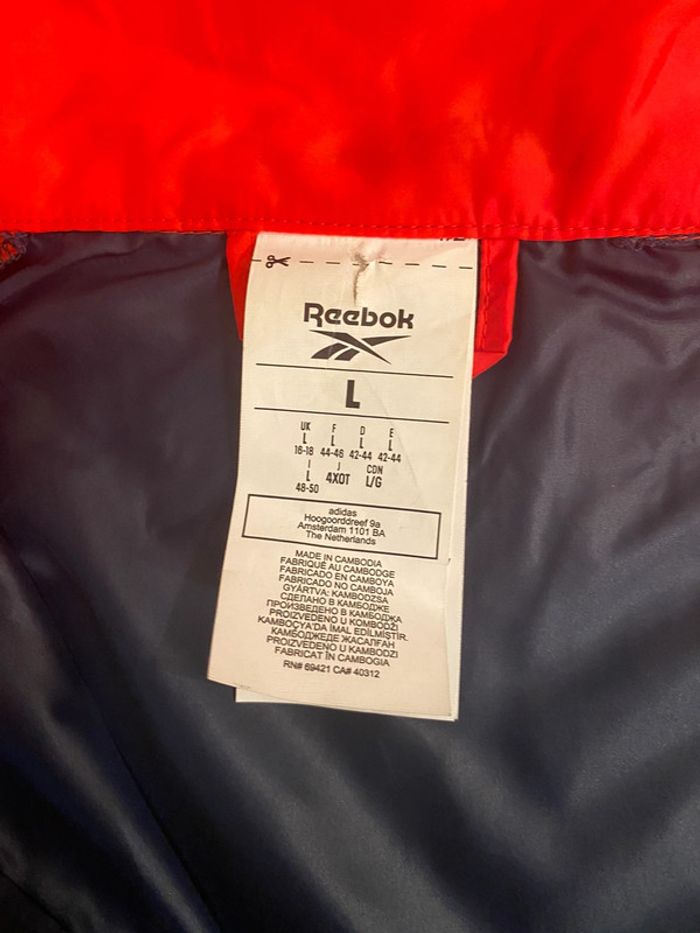 Reebok
L
UK F D E
L L L L
16-18 44-46 42-44 42-44
I J CDN
L 4XOT L/G
48-50
adidas
Hoogoorddreef 9a
Amsterdam 1101 BA
The Netherlands
MADE IN CAMBODIA
FABRIQUÉ AU CAMBODGE
FABRICADO EN CAMBOYA
FABRICADO NO CAMBOJA
GYÁRTVA: KAMBODZSA
СДЕЛАНО В КАМБОДЖЕ
ПРОИЗВЕДЕНО В КАМБОДЖА
PROIZVEDENO U KOMBODŽI
KAMBOÇYA'DA İMAL EDİLMİŞTİR.
КАМБОДЖЕДЕ ЖАСАЛҒАН
PROIZVEDENO U KAMBODZI
FABRICAT ÎN CAMBOGIA
RN# 69421 CA# 40312